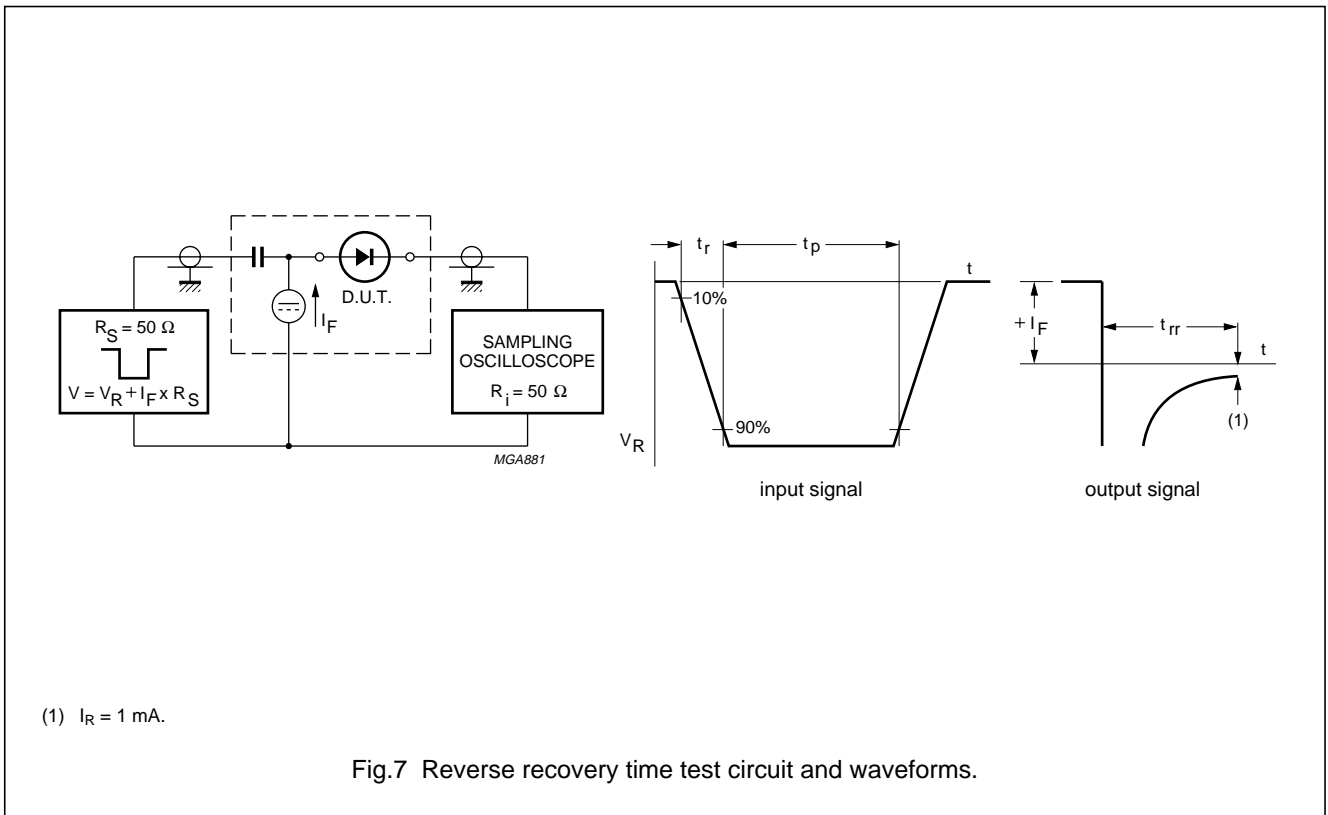 R_S = 50 Ω
V = V_R + I_F x R_S
I_F
D.U.T.
SAMPLING
OSCILLOSCOPE
R_i = 50 Ω
MGA881
t_r
t_p
t
10%
90%
V_R
input signal
+ I_F
t_rr
t
(1)
output signal
(1) I_R = 1 mA.
Fig.7 Reverse recovery time test circuit and waveforms.